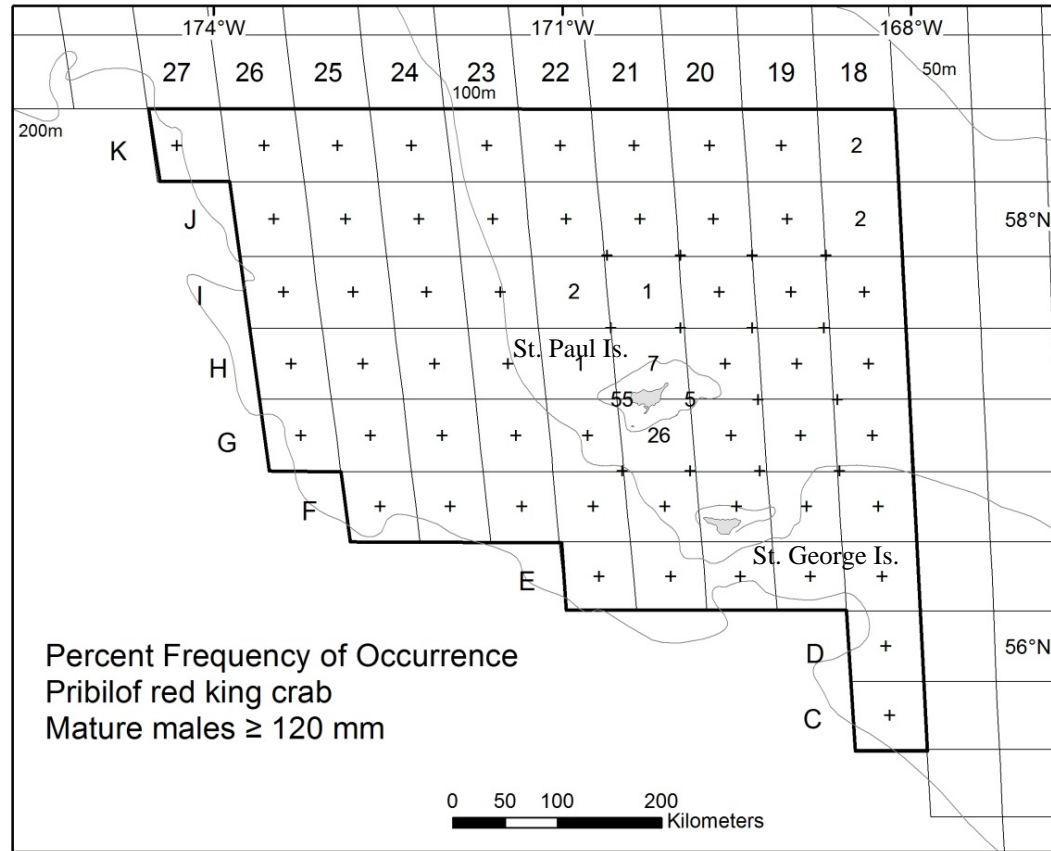 174°W 171°W 168°W
27 26 25 24 23 22 21 20 19 18
100m 50m
200m
K 2
J 2 58°N
I 2 1
St. Paul Is.
H 1 7
55 5
G 26
F
St. George Is.
E
D 56°N
C
Percent Frequency of Occurrence
Pribilof red king crab
Mature males ≥ 120 mm
0 50 100 200
Kilometers